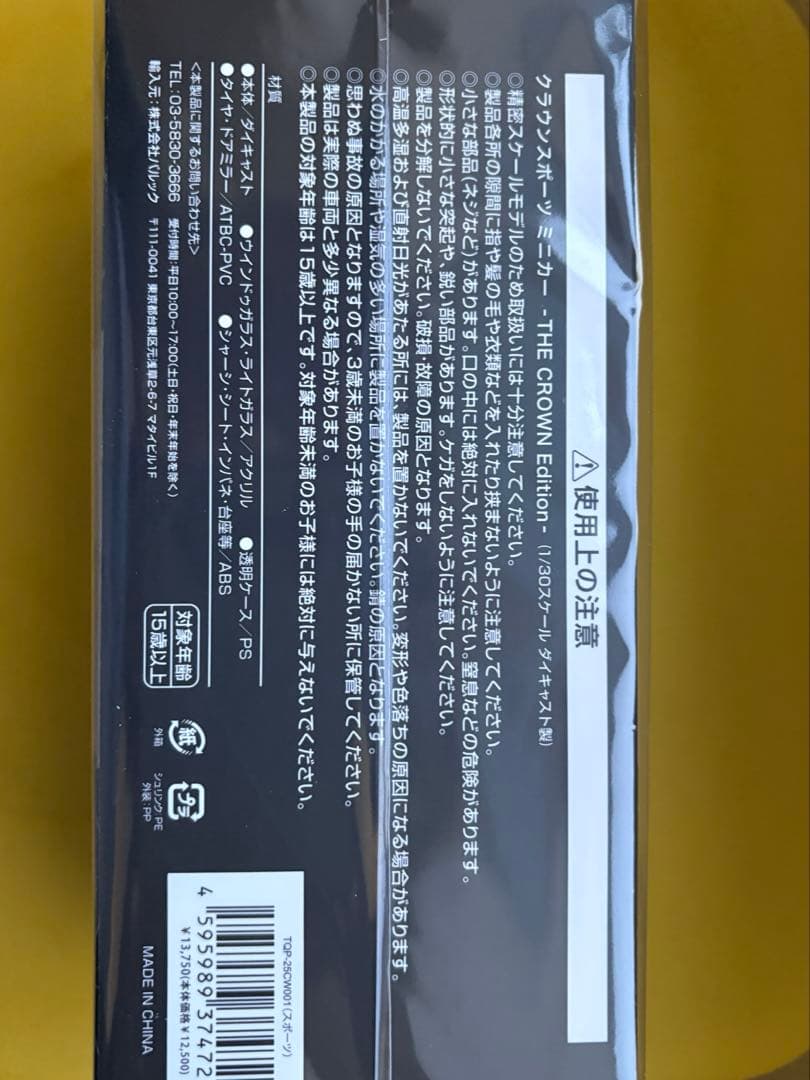 ⚠使用上の注意
クラウンスポーツ ミニカー -THE CROWN Edition- (1/30スケール ダイキャスト製)
◎精密スケールモデルのため取扱いには十分注意してください。
◎製品各所の隙間に指や髪の毛や衣類などを入れたり挟まないように注意してください。
◎小さな部品(ネジなど)があります。口の中には絶対に入れないでください。窒息などの危険があります。
◎形状的に小さな突起や、鋭い部品があります。ケガをしないように注意してください。
◎製品を分解しないでください。破損・故障の原因となります。
◎高温多湿および直射日光があたる所には、製品を置かないでください。変形や色落ちの原因になる場合があります。
◎水のかかる場所や湿気の多い場所に製品を置かないでください。錆の原因となります。
◎思わぬ事故の原因となりますので、3歳未満のお子様の手の届かない所に保管してください。
◎製品は実際の車両と多少異なる場合があります。
◎本製品の対象年齢は15歳以上です。対象年齢未満のお子様には絶対に与えないでください。
材質
●本体/ダイキャスト ●ウインドゥガラス・ライトガラス/アクリル ●透明ケース/PS
●タイヤ・ドアミラー/ATBC-PVC ●シャーシ・シート・インパネ・台座等/ABS
<本製品に関するお問い合わせ先>
TEL:03-5830-3666 受付時間:平日10:00～17:00(土日・祝日・年末年始を除く)
輸入元:株式会社バルック 〒111-0041 東京都台東区元浅草2-6-7 マタイビル1F
対象年齢
15歳以上
紙
外箱
プラ
シュリンク:PE
外装:PP
TQP-25CW001(スポーツ)
4 595989 37472
¥13,750(本体価格¥12,500)
MADE IN CHINA